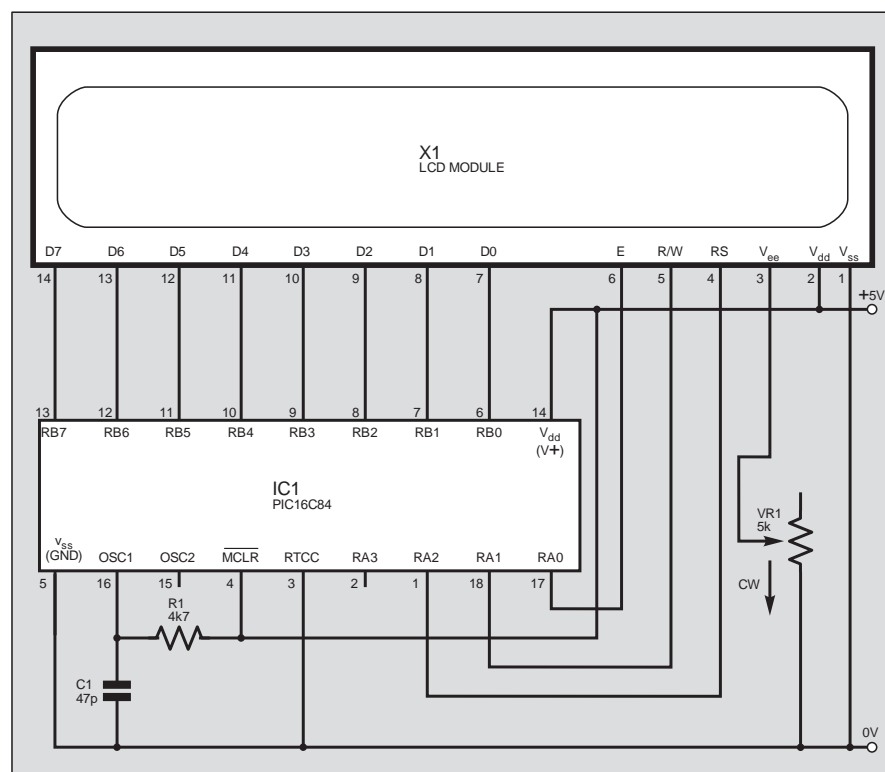 X1
LCD MODULE
D7 D6 D5 D4 D3 D2 D1 D0 E R/W RS Vee Vdd Vss
14 13 12 11 10 9 8 7 6 5 4 3 2 1
+5V
13 12 11 10 9 8 7 6 14
RB7 RB6 RB5 RB4 RB3 RB2 RB1 RB0 Vdd
(V+)
IC1
PIC16C84
VR1
5k
vss
(GND) OSC1 OSC2 MCLR RTCC RA3 RA2 RA1 RA0
5 16 15 4 3 2 1 18 17
CW
R1
4k7
C1
47p
0V